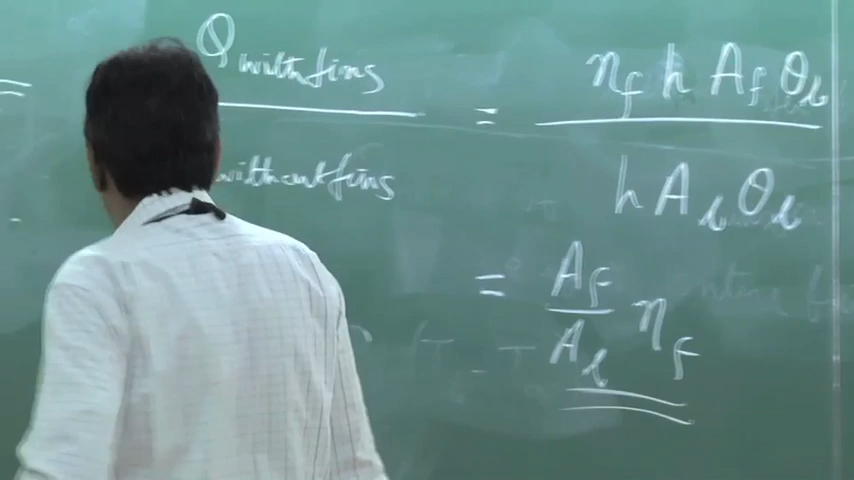 Q with fins = η_f h A_f θ_b
without fins h A_b θ_b
= A_f / A_b η_f